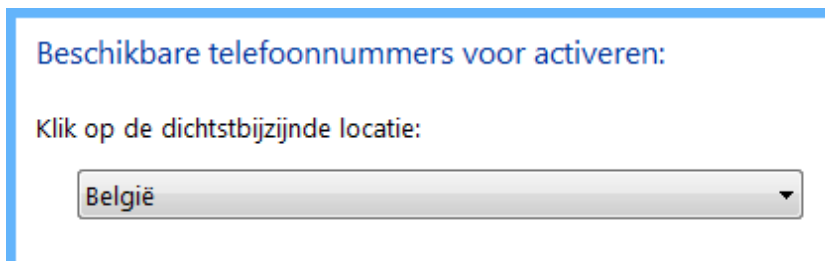 Beschikbare telefoonnummers voor activeren:
Klik op de dichtstbijzijnde locatie:
België